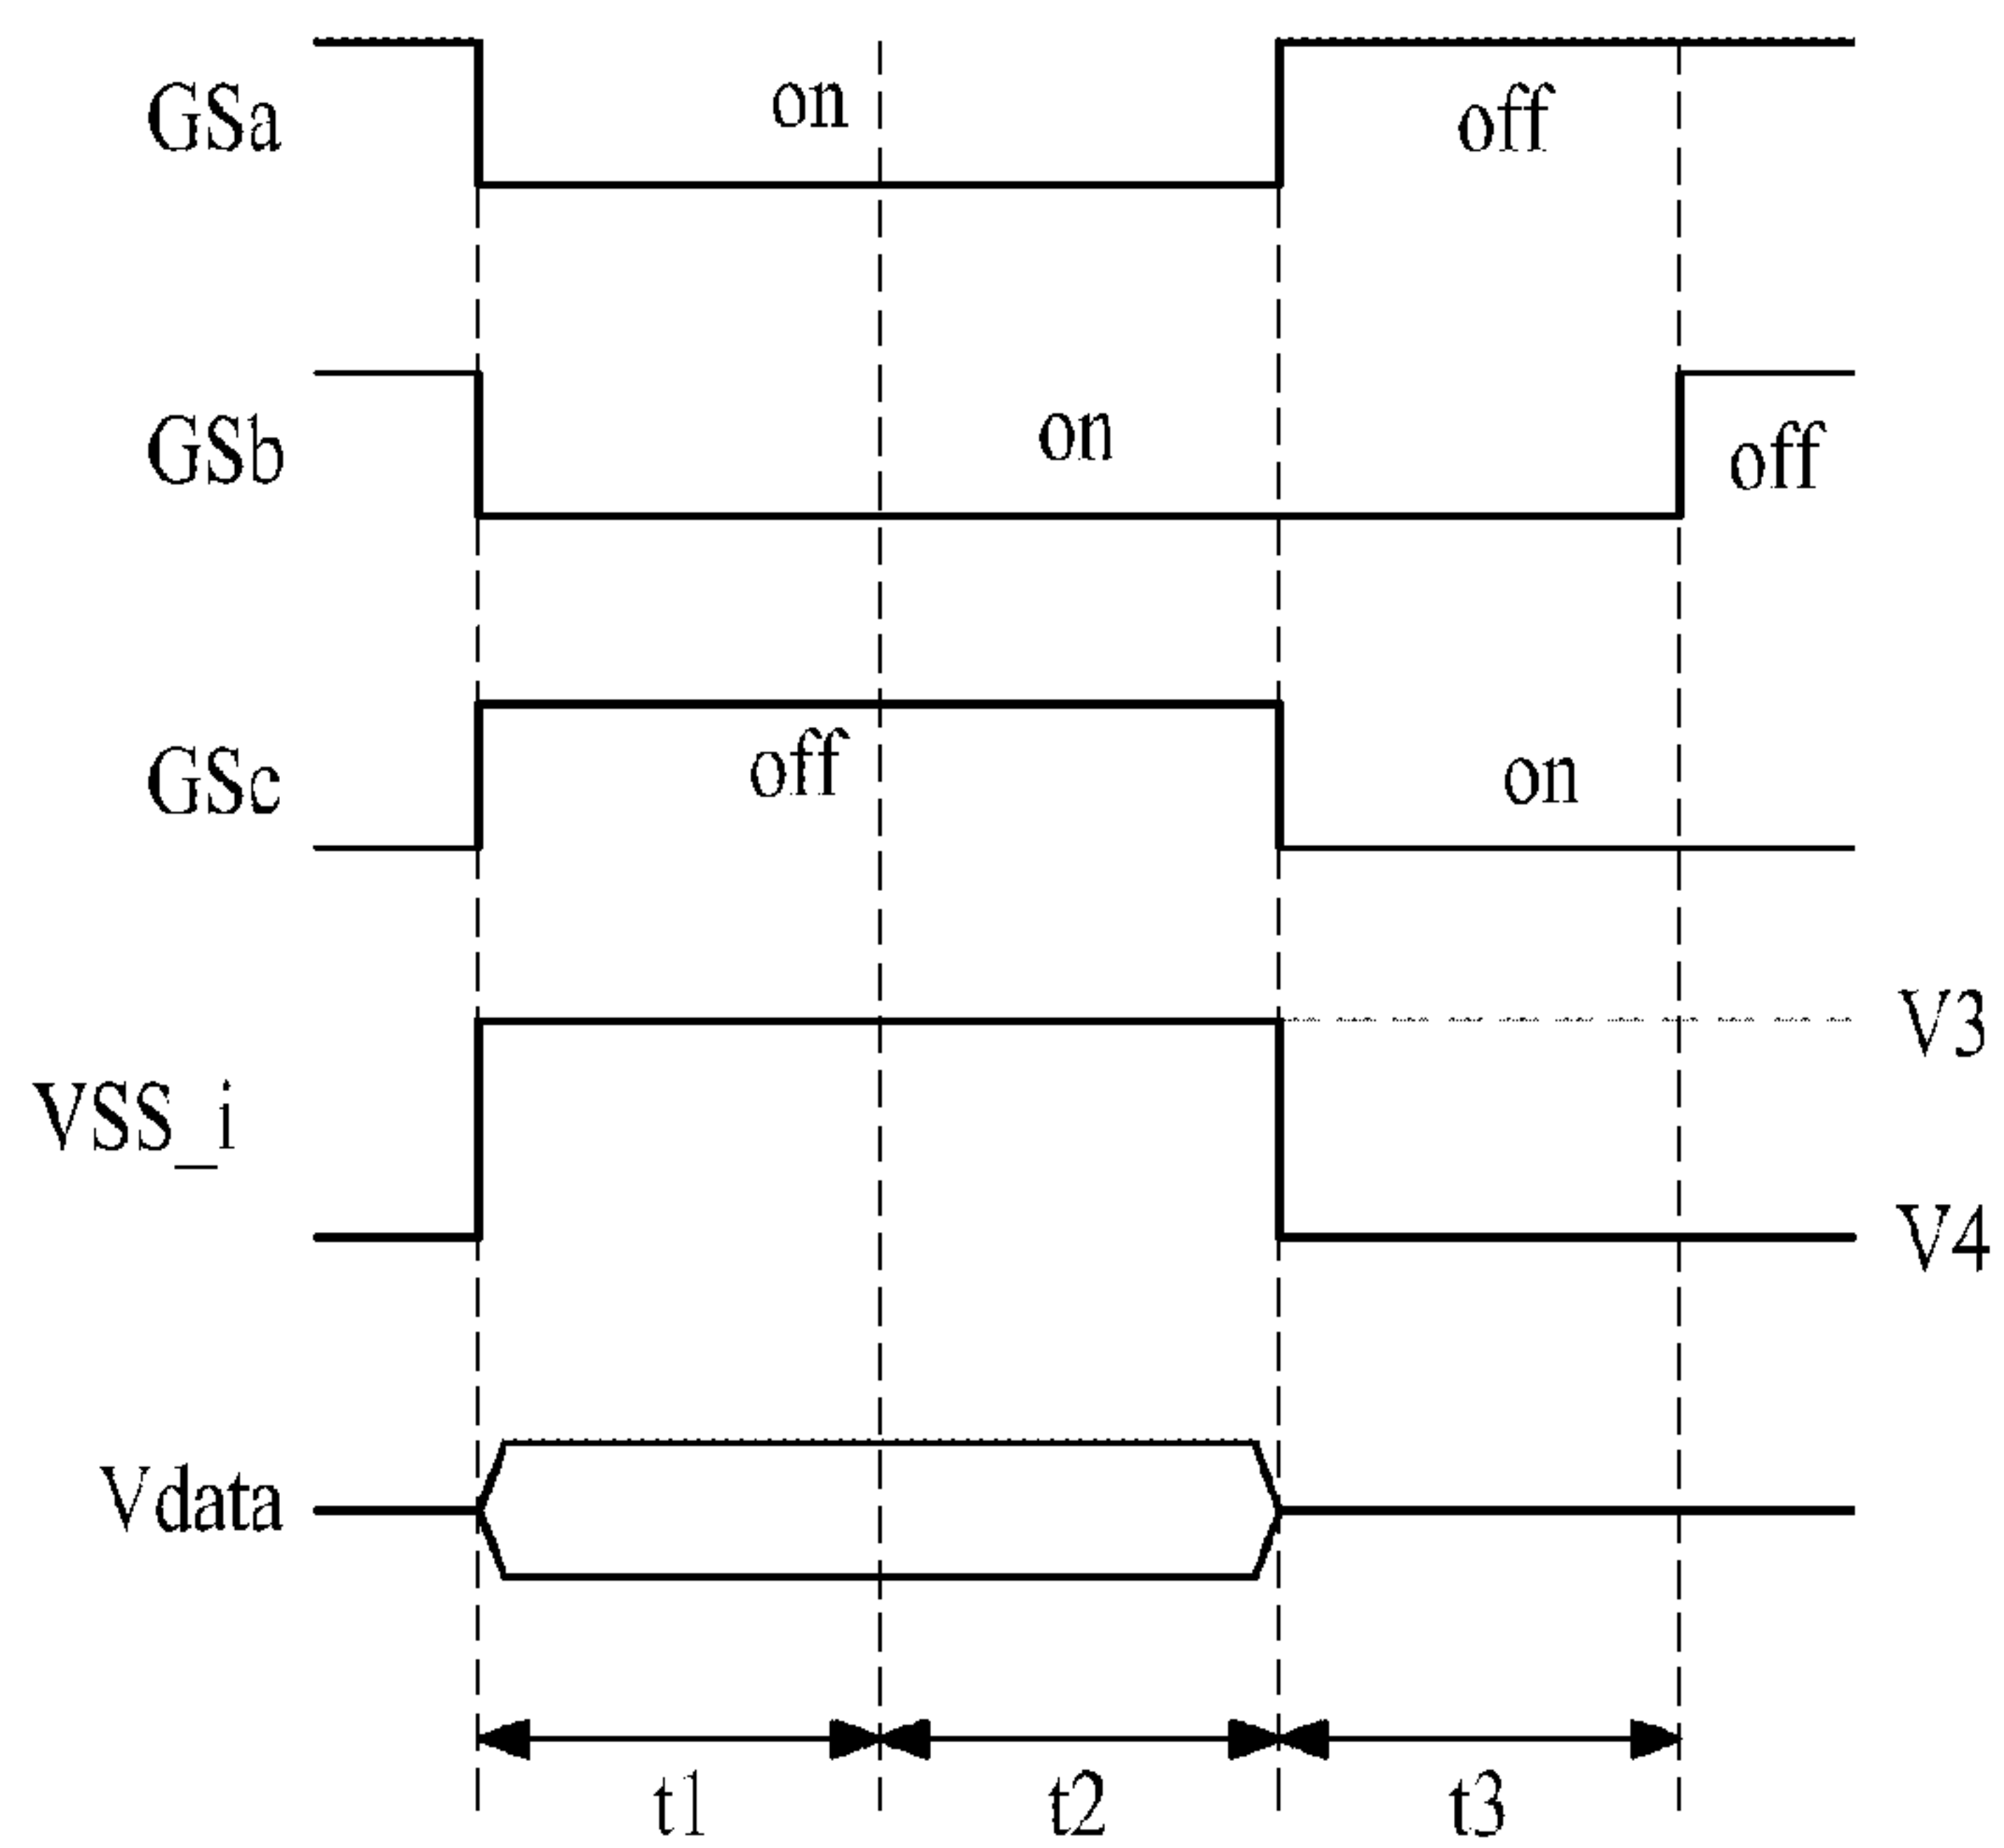 GSa
on
off
GSb
on
off
GSc
off
on
V3
VSS_i
V4
Vdata
t1
t2
t3